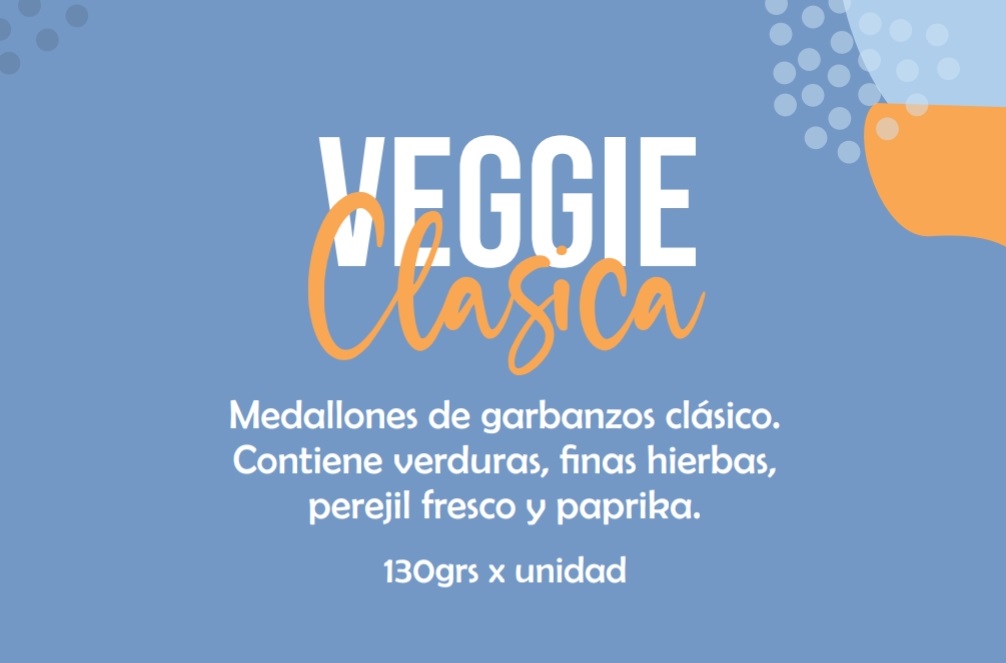 VEGGIE
Clasica
Medallones de garbanzos clásico.
Contiene verduras, finas hierbas,
perejil fresco y paprika.
130grs x unidad